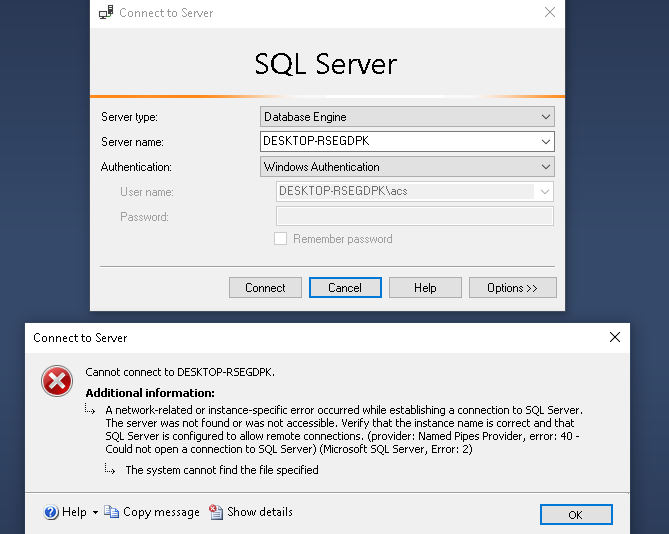 Connect to Server
SQL Server
Server type:
Database Engine
Server name:
DESKTOP-RSEGDPK
Authentication:
Windows Authentication
User name:
DESKTOP-RSEGDPK\acs
Password:
Remember password
Connect
Cancel
Help
Options >>
Connect to Server
Cannot connect to DESKTOP-RSEGDPK.
Additional information:
A network-related or instance-specific error occurred while establishing a connection to SQL Server.
The server was not found or was not accessible. Verify that the instance name is correct and that
SQL Server is configured to allow remote connections. (provider: Named Pipes Provider, error: 40 -
Could not open a connection to SQL Server) (Microsoft SQL Server, Error: 2)
The system cannot find the file specified
Help
Copy message
Show details
OK